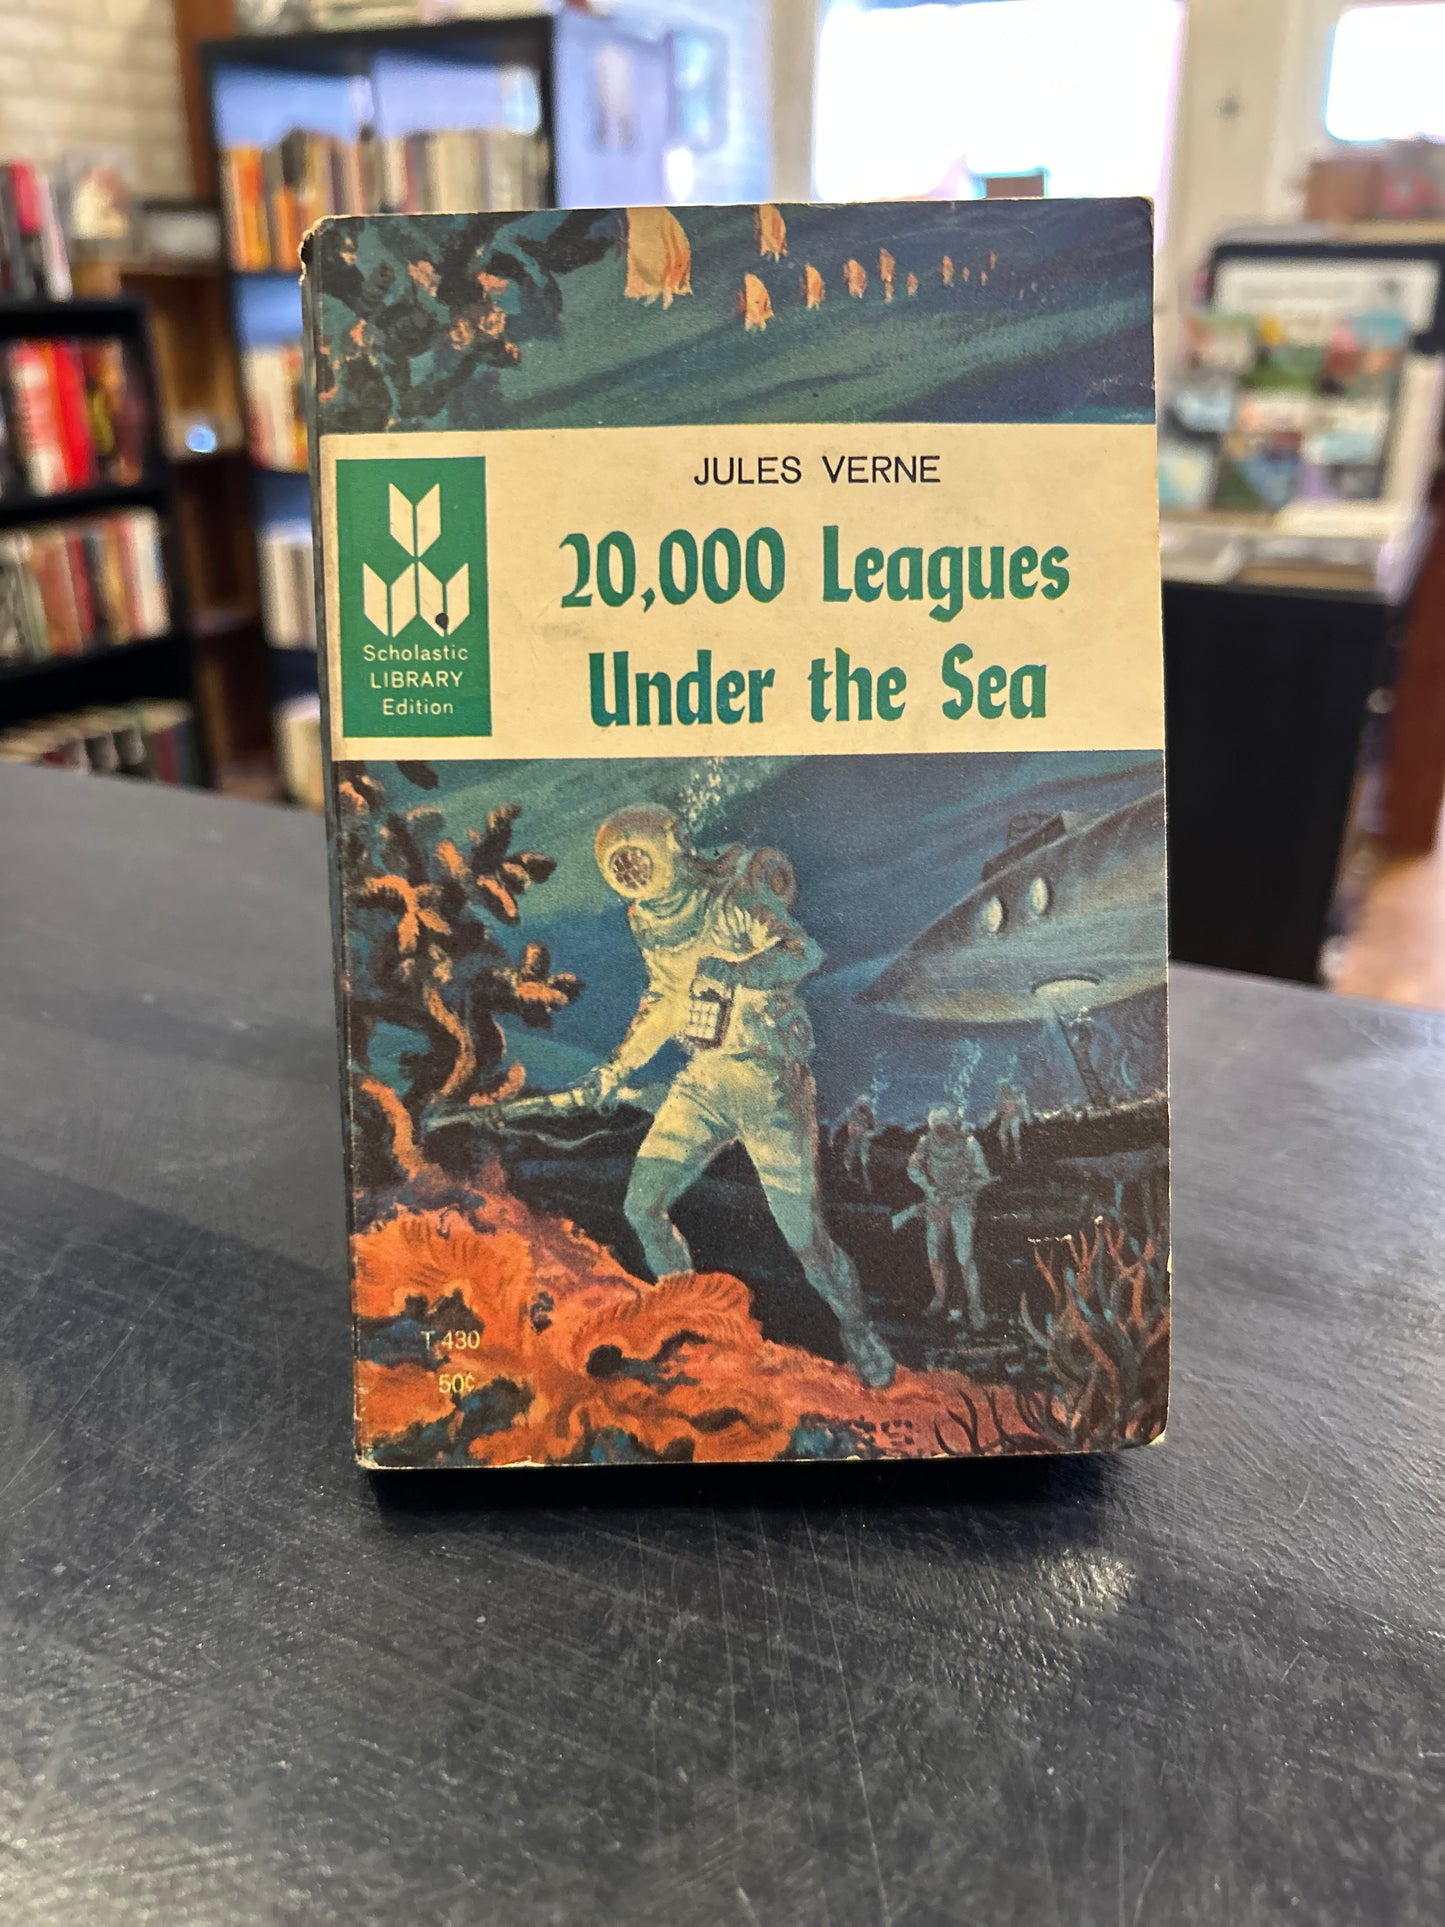 JULES VERNE
20,000 Leagues
Under the Sea
Scholastic
LIBRARY
Edition
T 430
50¢